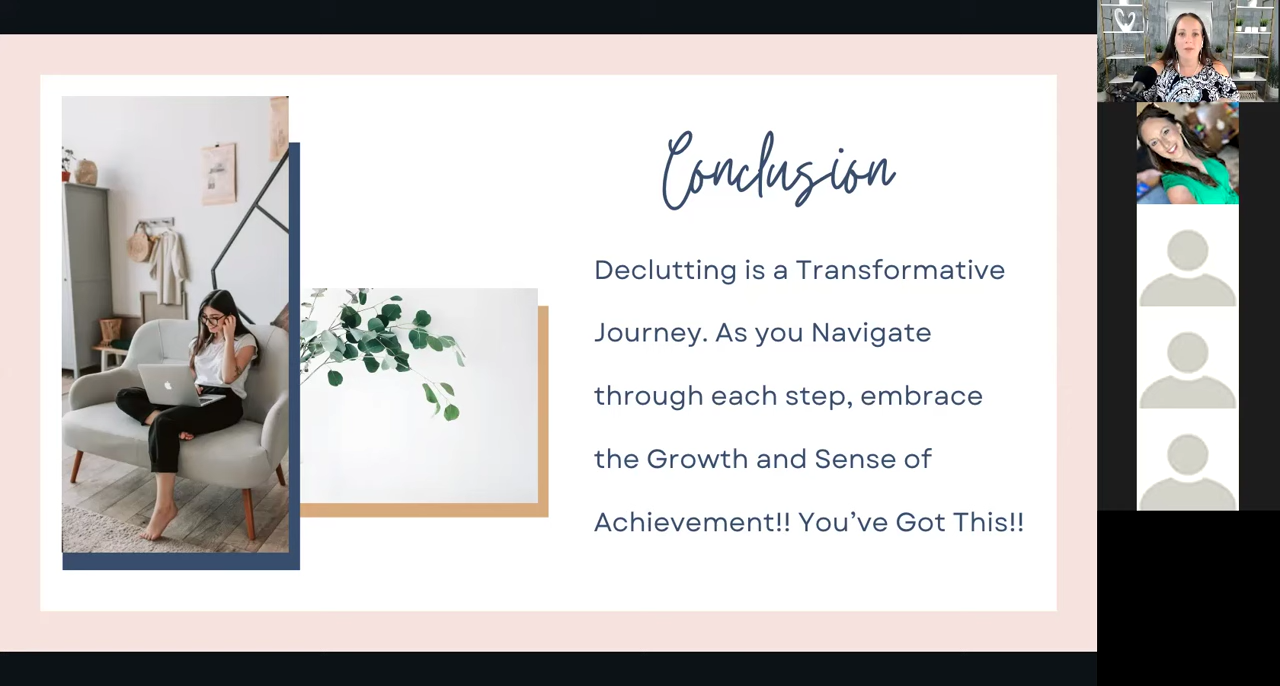 Conclusion
Declutting is a Transformative
Journey. As you Navigate
through each step, embrace
the Growth and Sense of
Achievement!! You’ve Got This!!